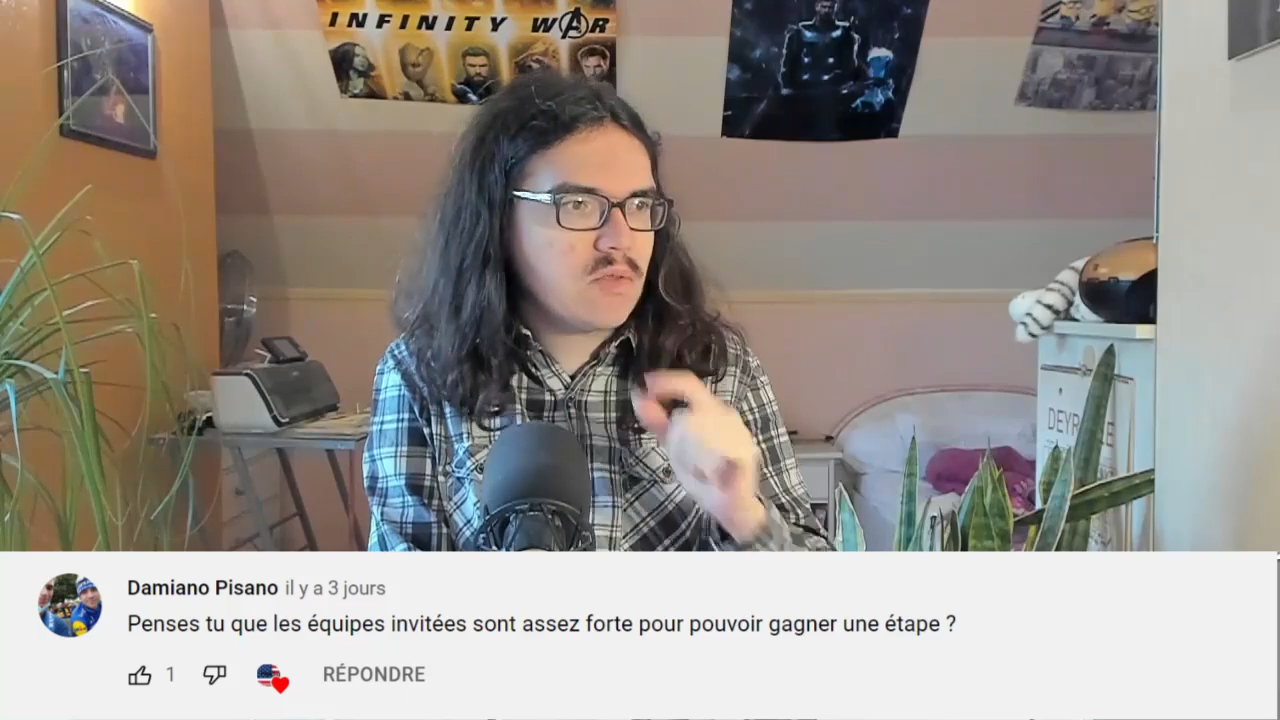 INFINITY WAR
DEYR
Damiano Pisano il y a 3 jours
Penses tu que les équipes invitées sont assez forte pour pouvoir gagner une étape ?
1
RÉPONDRE